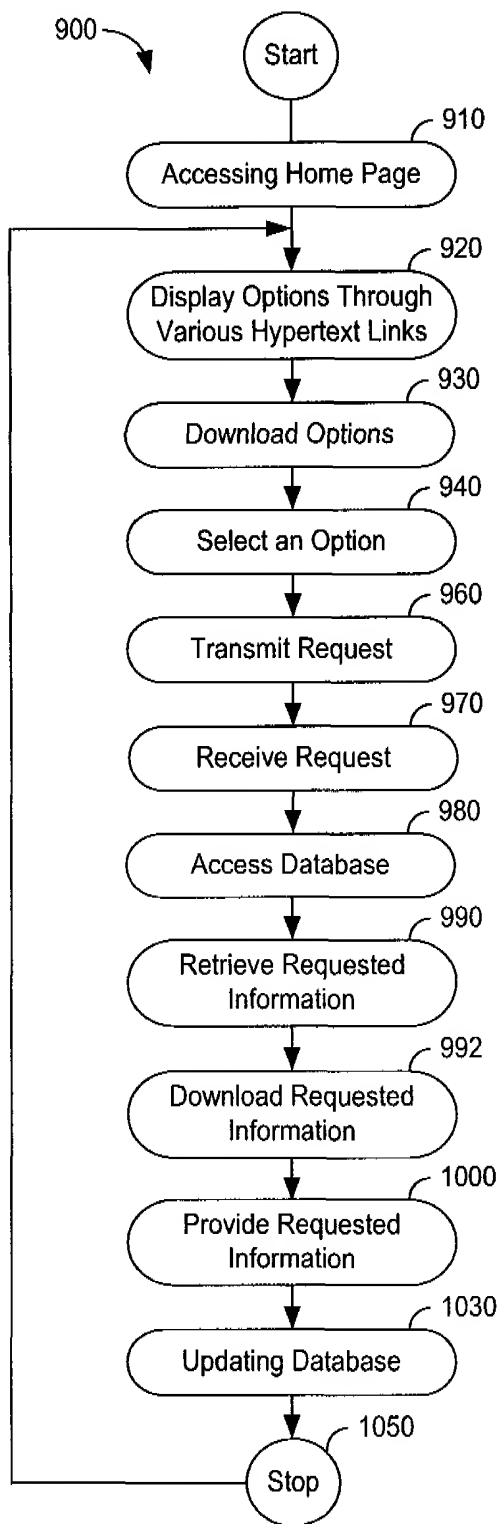 900
Start
910
Accessing Home Page
920
Display Options Through
Various Hypertext Links
930
Download Options
940
Select an Option
960
Transmit Request
970
Receive Request
980
Access Database
990
Retrieve Requested
Information
992
Download Requested
Information
1000
Provide Requested
Information
1030
Updating Database
1050
Stop